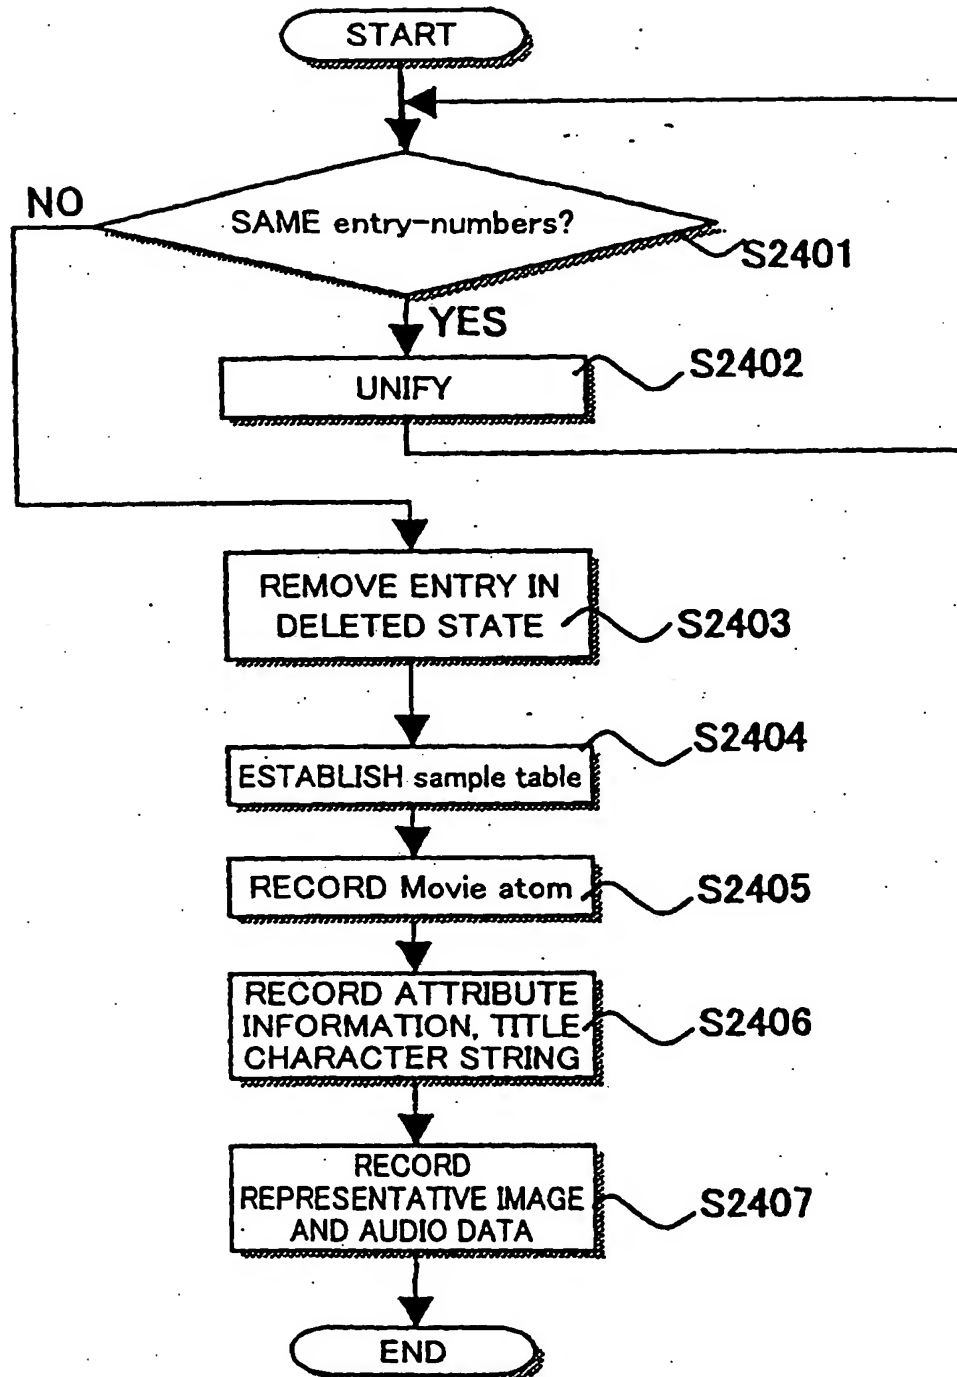 START
NO
SAME entry-numbers?
S2401
YES
S2402
UNIFY
REMOVE ENTRY IN
DELETED STATE
S2403
S2404
ESTABLISH sample table
RECORD Movie atom
S2405
RECORD ATTRIBUTE
INFORMATION, TITLE
CHARACTER STRING
S2406
RECORD
REPRESENTATIVE IMAGE
AND AUDIO DATA
S2407
END